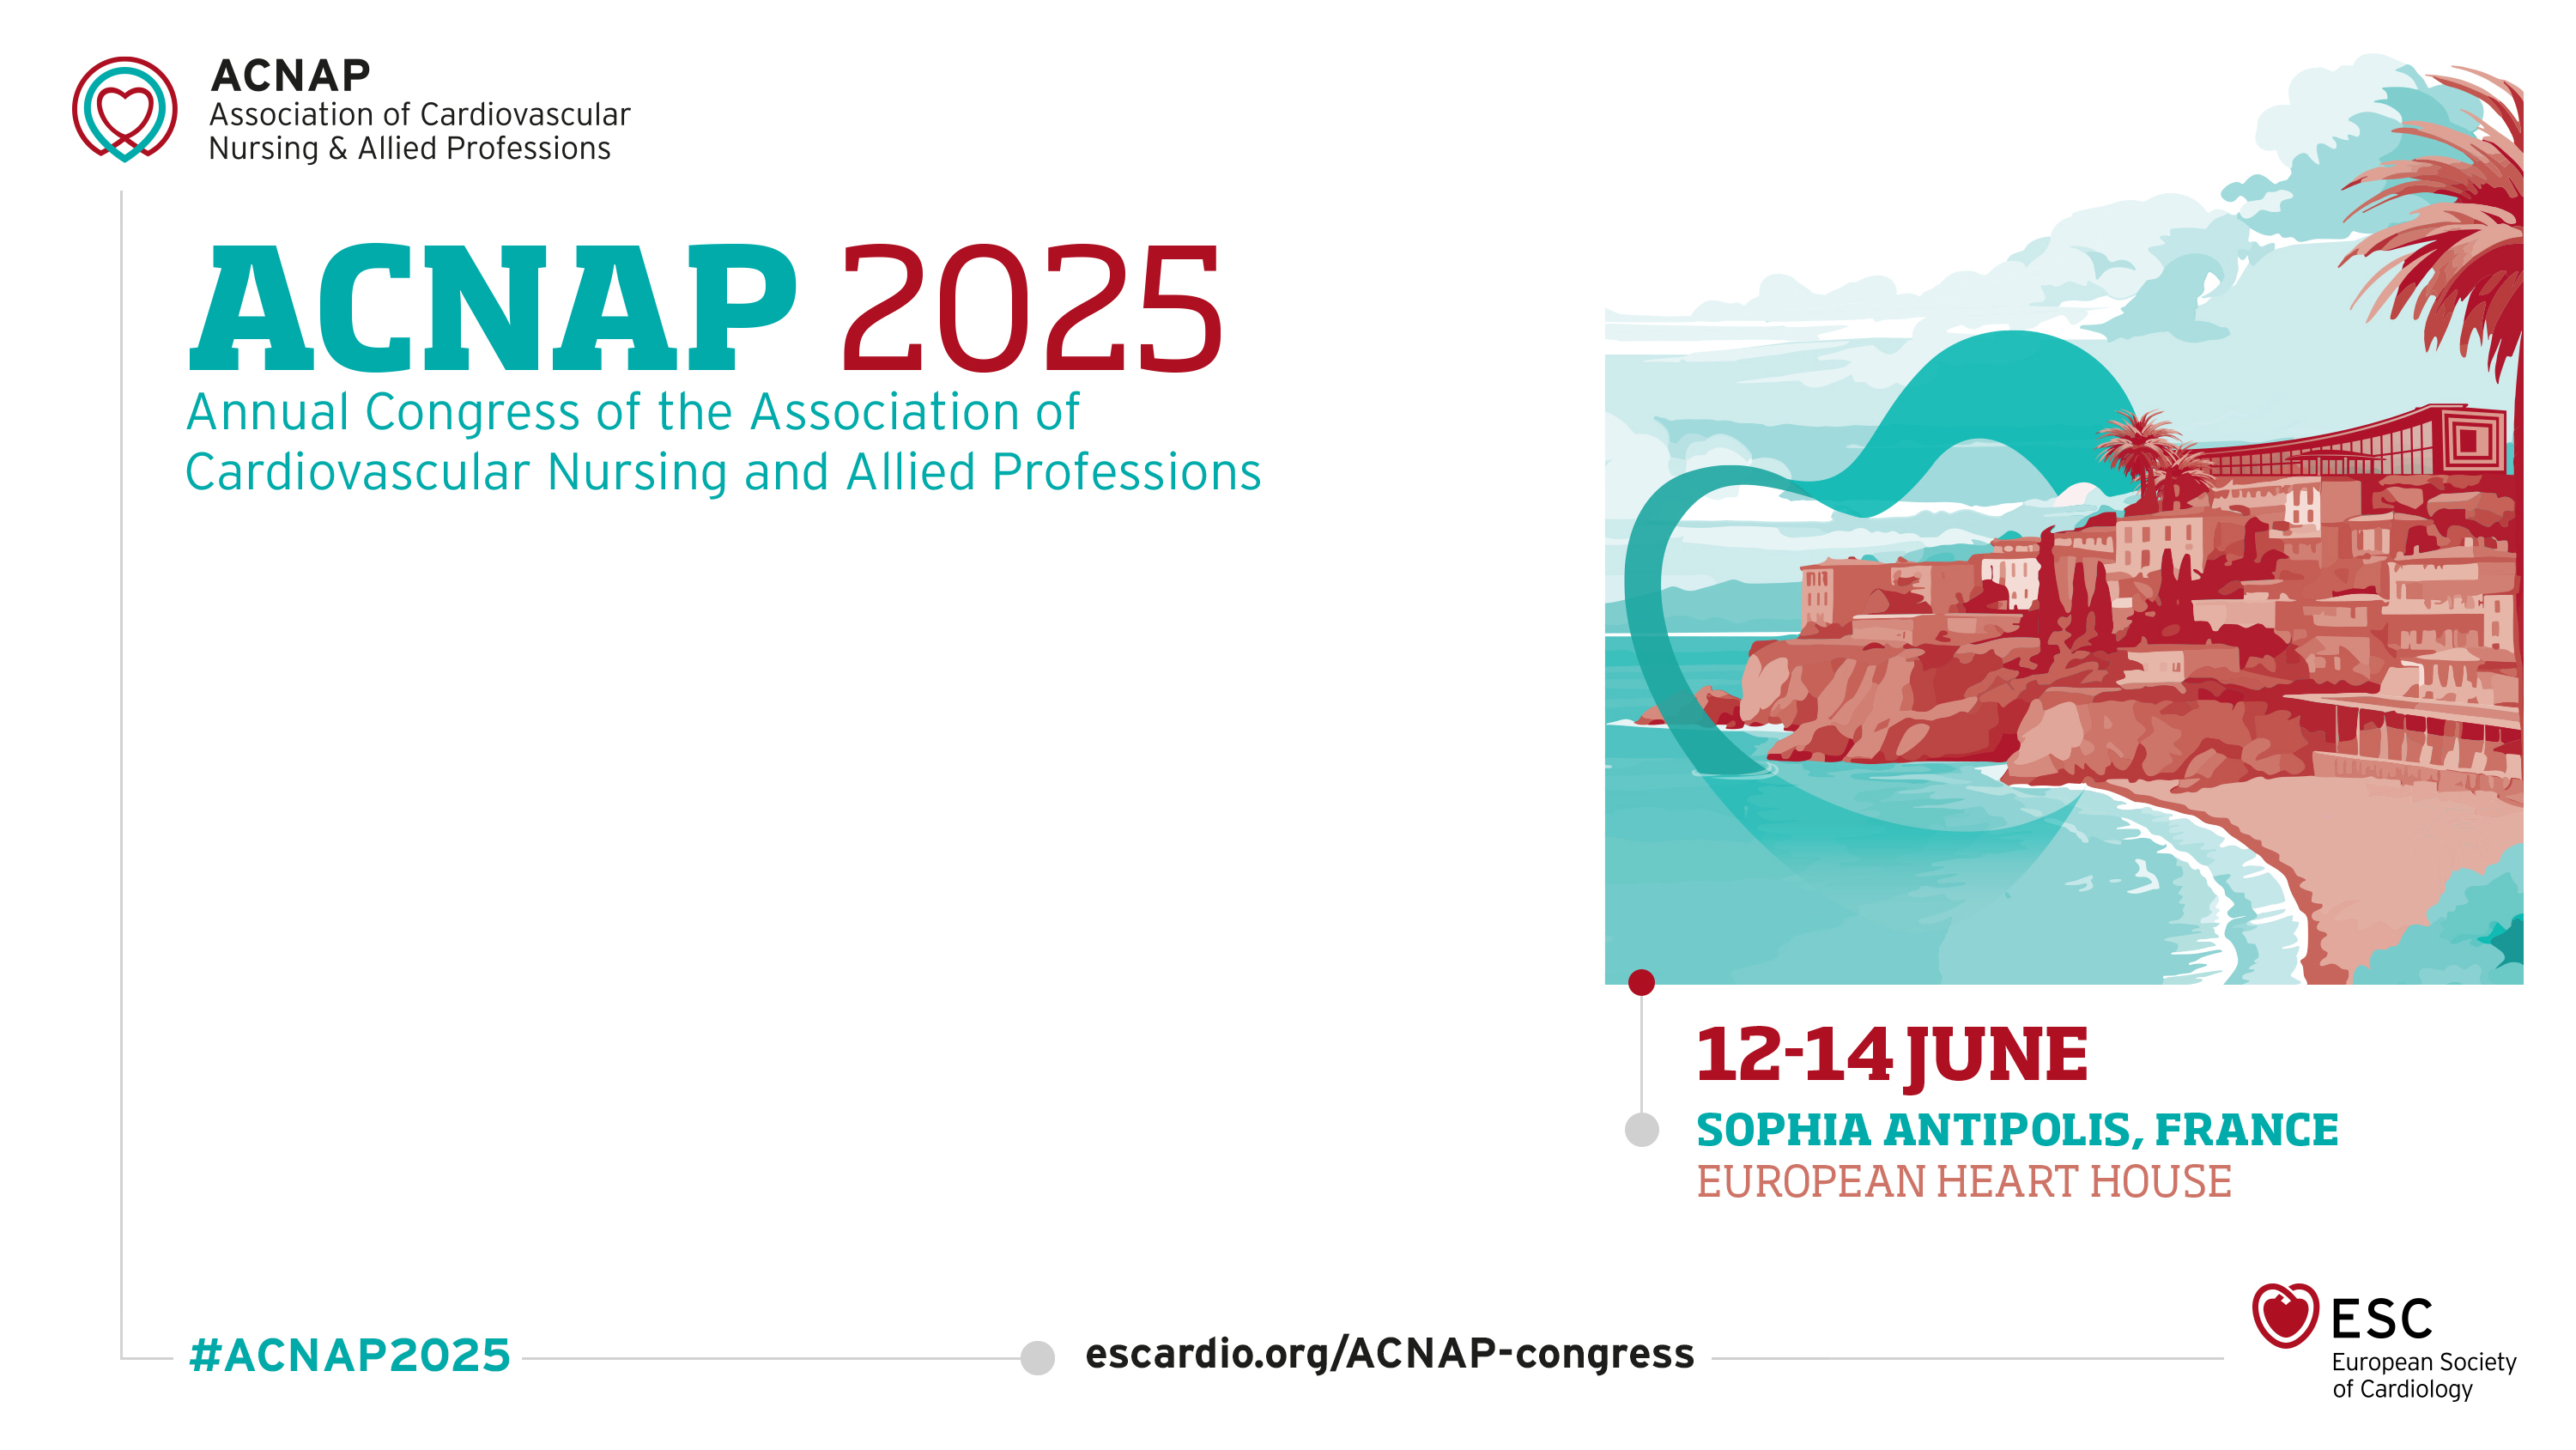 ACNAP
Association of Cardiovascular
Nursing & Allied Professions
ACNAP 2025
Annual Congress of the Association of
Cardiovascular Nursing and Allied Professions
12-14 JUNE
SOPHIA ANTIPOLIS, FRANCE
EUROPEAN HEART HOUSE
#ACNAP2025
escardio.org/ACNAP-congress
ESC
European Society
of Cardiology